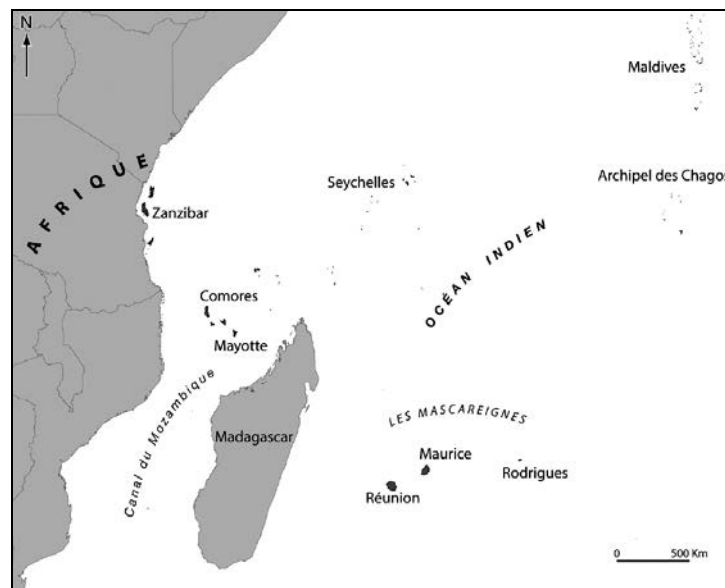 N
Maldives
AFRIQUE
Seychelles
Archipel des Chagos
Zanzibar
OCÉAN INDIEN
Comores
Mayotte
Canal du Mozambique
LES MASCAREIGNES
Madagascar
Maurice
Rodrigues
Réunion
0 500 Km